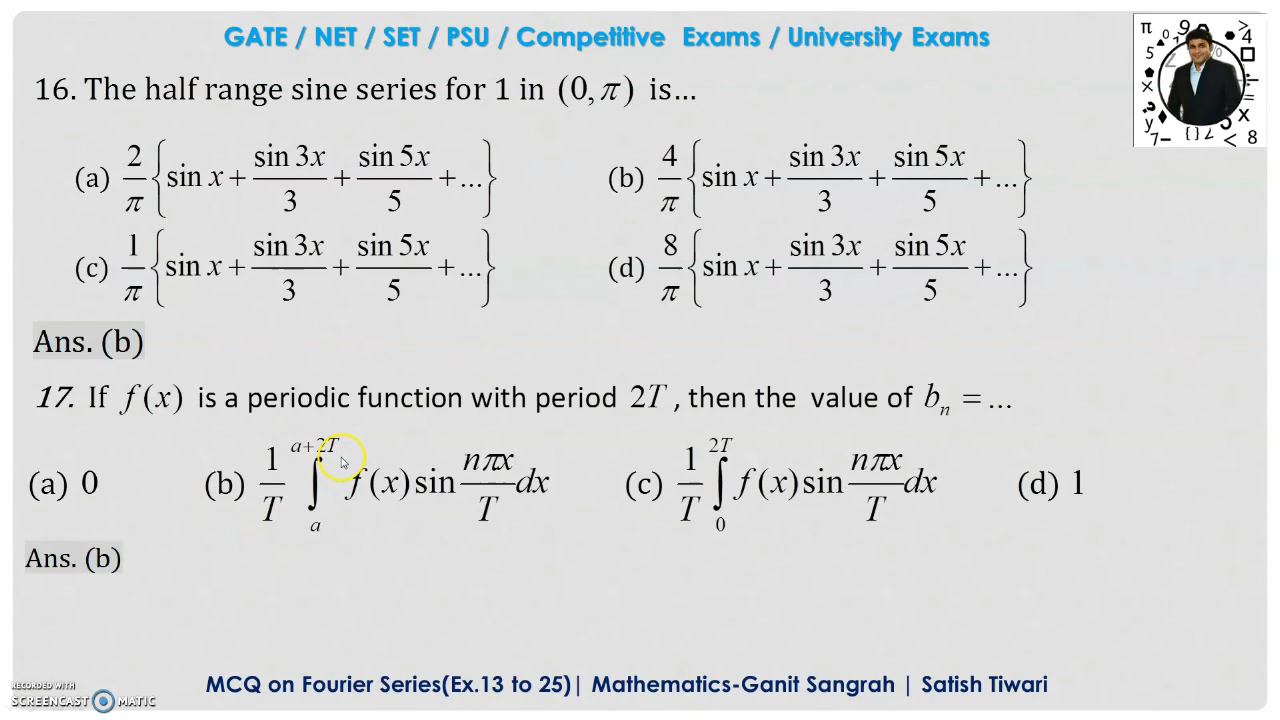 GATE / NET / SET / PSU / Competitive Exams / University Exams
16. The half range sine series for 1 in (0, π) is...
(a) 2/π {sin x + sin 3x/3 + sin 5x/5 + ...} (b) 4/π {sin x + sin 3x/3 + sin 5x/5 + ...}
(c) 1/π {sin x + sin 3x/3 + sin 5x/5 + ...} (d) 8/π {sin x + sin 3x/3 + sin 5x/5 + ...}
Ans. (b)
17. If f(x) is a periodic function with period 2T, then the value of bₙ = ...
(a) 0 (b) 1/T ∫ₐᵃ⁺²ᵀ f(x) sin nπx/T dx (c) 1/T ∫₀²ᵀ f(x) sin nπx/T dx (d) 1
Ans. (b)
MCQ on Fourier Series(Ex.13 to 25)| Mathematics-Ganit Sangrah | Satish Tiwari
RECORDED WITH
SCREENCAST MATIC